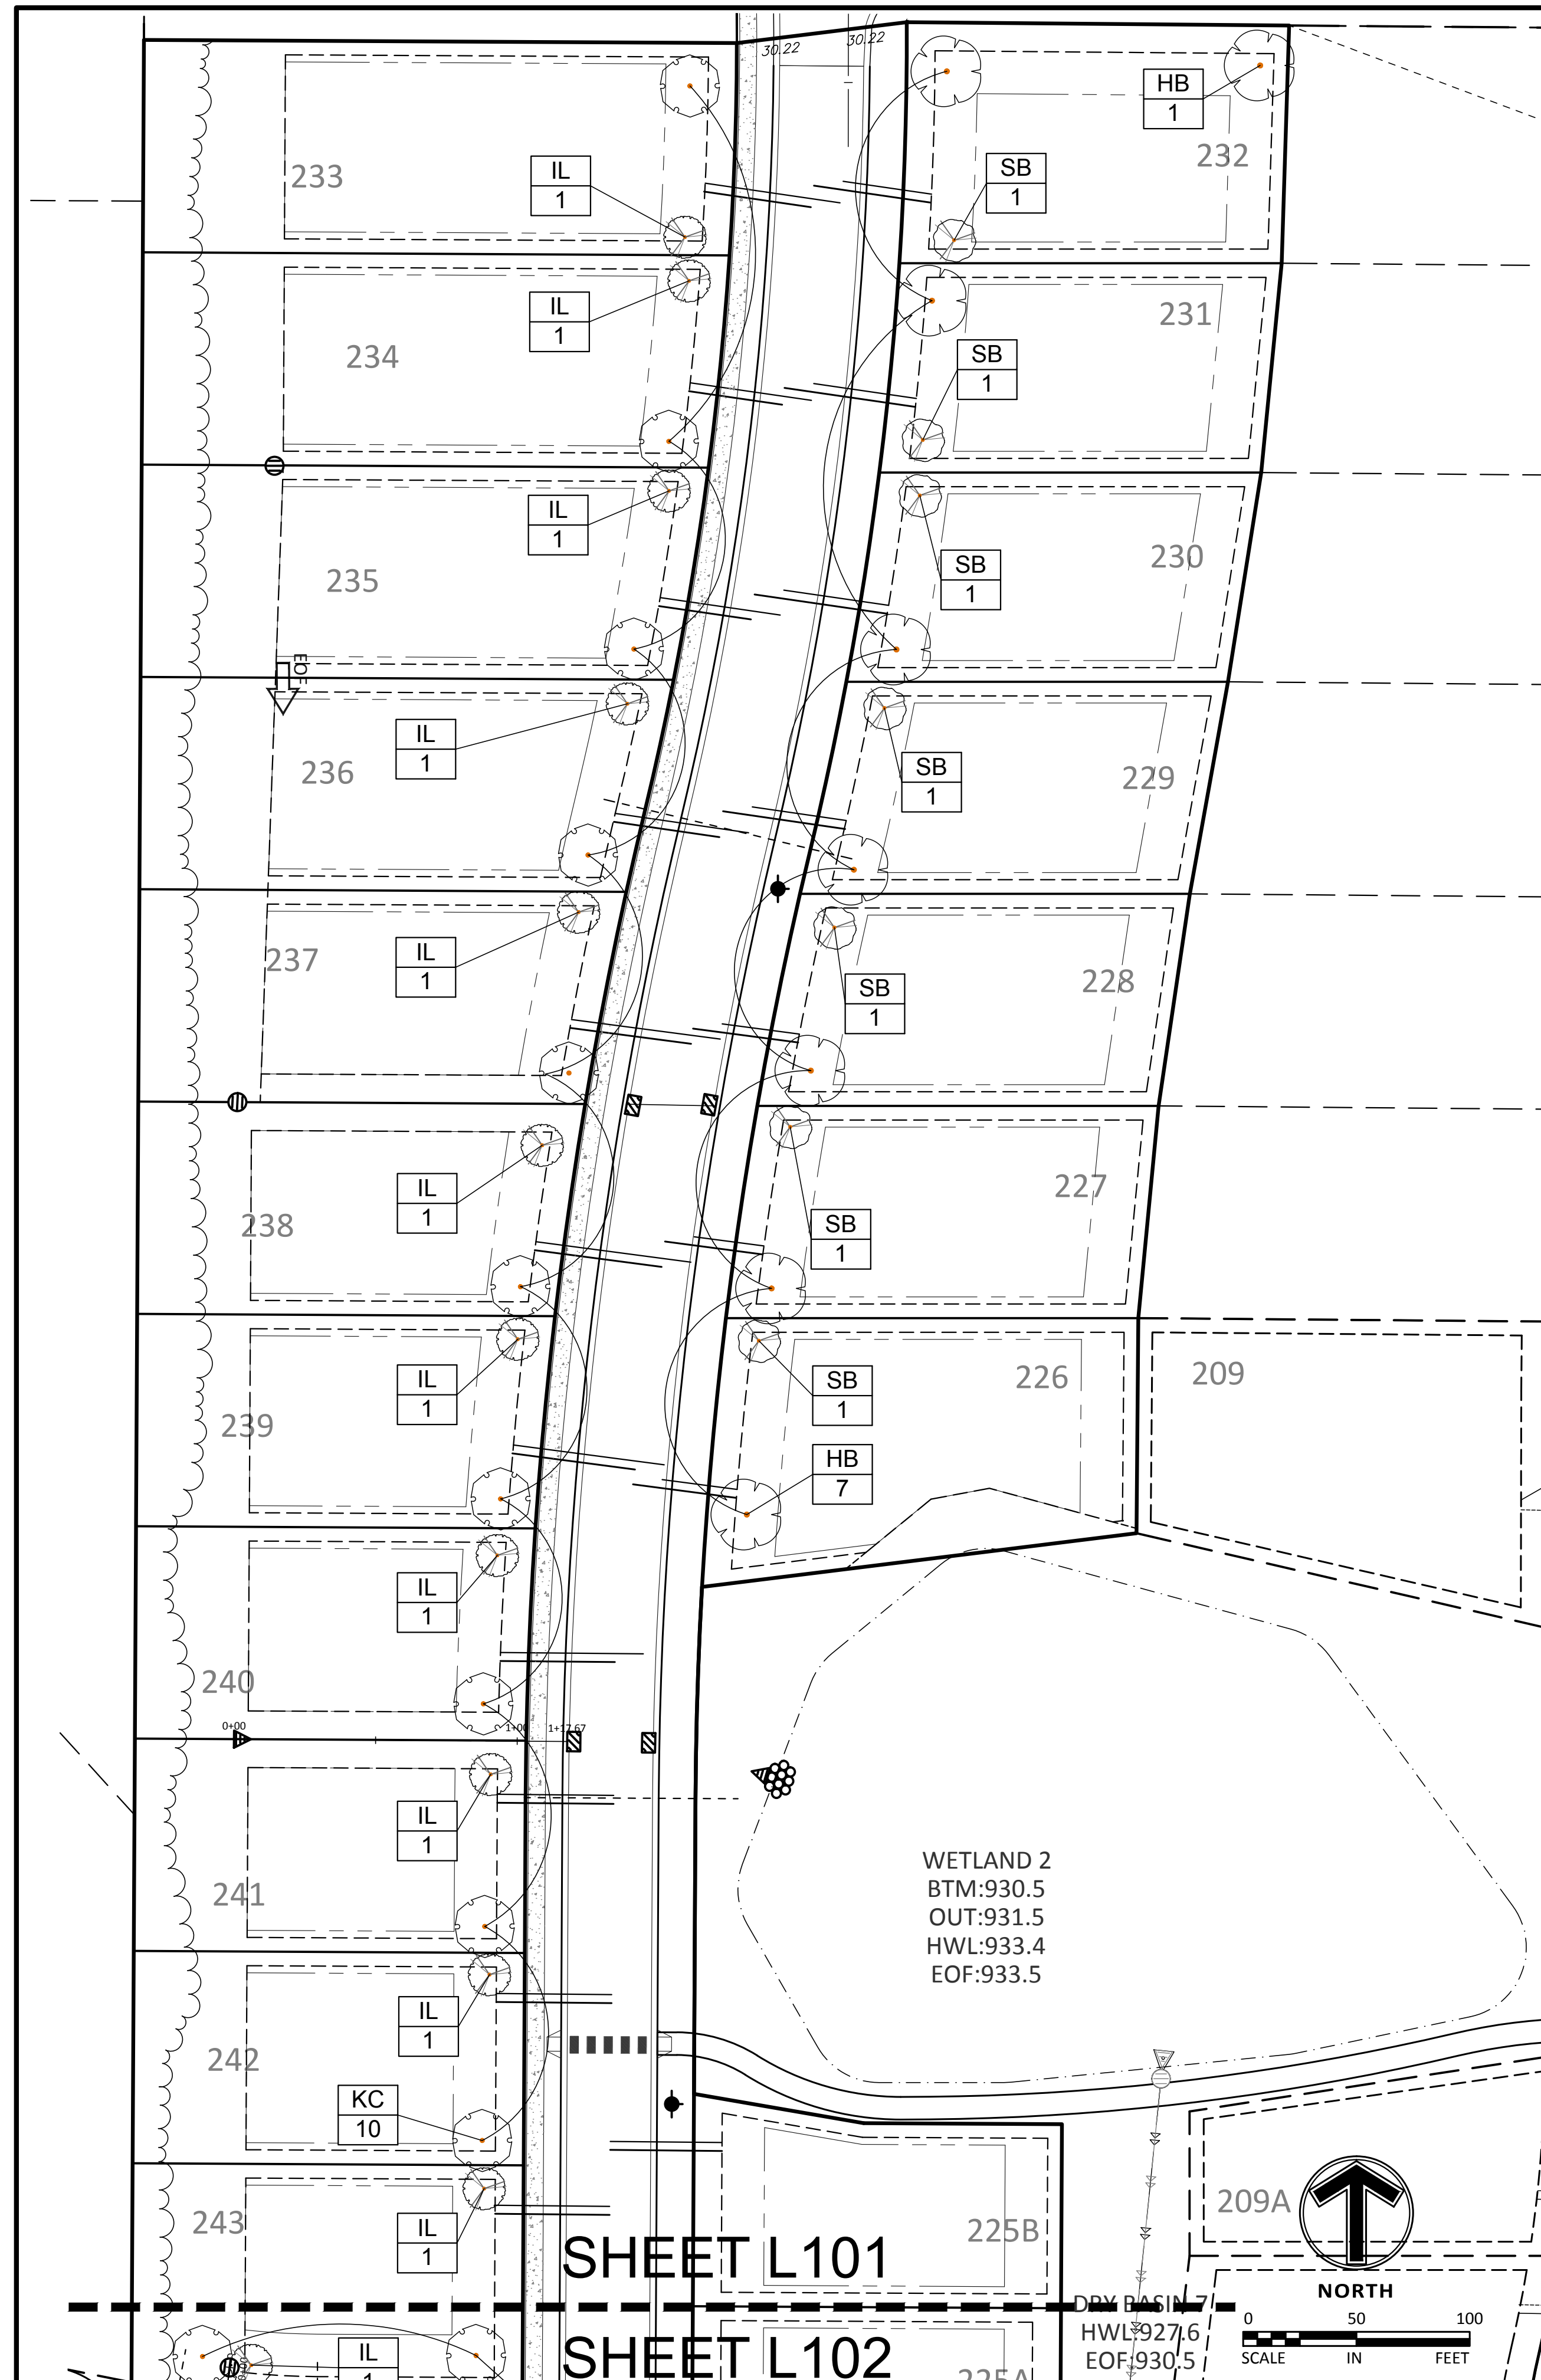 30.22
30.22
HB
1
232
233
IL
1
SB
1
IL
1
231
234
SB
1
IL
1
230
235
SB
1
EOF
IL
1
236
SB
1
229
IL
1
237
SB
1
228
IL
1
238
227
SB
1
IL
1
239
SB
1
226
209
HB
7
IL
1
240
0+00
1+00
1+17.67
IL
1
241
WETLAND 2
BTM:930.5
OUT:931.5
HWL:933.4
EOF:933.5
IL
1
242
KC
10
243
IL
1
225B
209A
SHEET L101
NORTH
DRY BASIN 7
HWL:927.6
EOF:930.5
0 50 100
SCALE IN FEET
SHEET L102
IL
1
225A